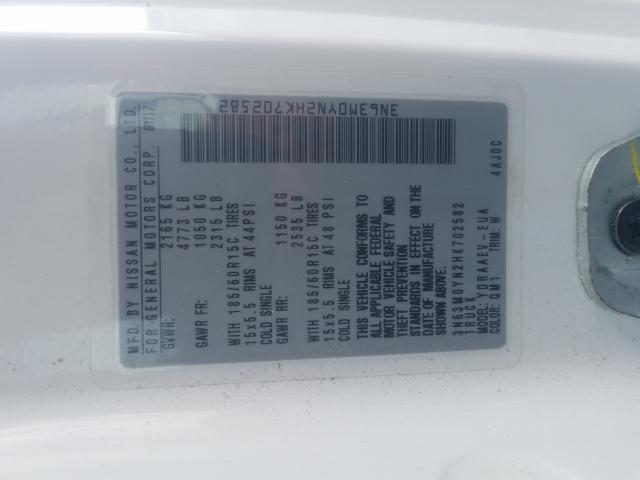 MFD. BY NISSAN MOTOR CO., LTD.
FOR GENERAL MOTORS CORP. 01/17
GVWR: 2165 KG
4773 LB
GAWR FR: 1050 KG
2315 LB
WITH 185/60R15C TIRES
15x5.5 RIMS AT 44PSI
COLD SINGLE
GAWR RR: 1150 KG
2535 LB
WITH 185/60R15C TIRES
15x5.5 RIMS AT 48 PSI
COLD SINGLE
THIS VEHICLE CONFORMS TO
ALL APPLICABLE FEDERAL
MOTOR VEHICLE SAFETY AND
THEFT PREVENTION
STANDARDS IN EFFECT ON THE
DATE OF MANUFACTURE
SHOWN ABOVE.
3N63M0YN2HK702582
TRUCK
MODEL: YDRAAEV-EUA
COLOR: QM1 TRIM: W
4AJ0C
3N63M0YN2HK702582